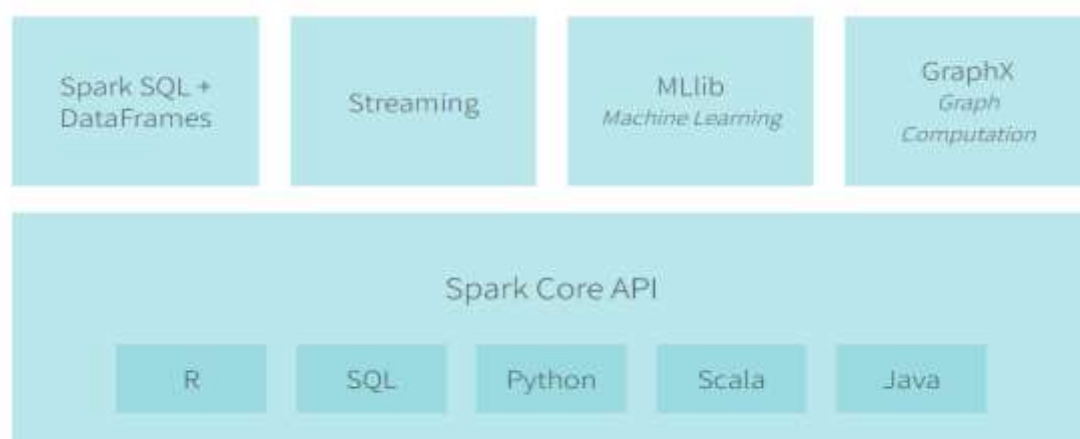 Spark SQL +
DataFrames
Streaming
MLlib
Machine Learning
GraphX
Graph
Computation
Spark Core API
R
SQL
Python
Scala
Java